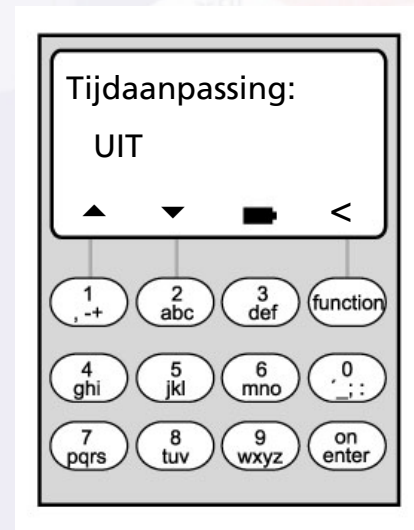 Tijdaanpassing:
UIT
<
1 2 3 function
, -+ abc def
4 5 6 0
ghi jkl mno ´_; :
7 8 9 on
pqrs tuv wxyz enter